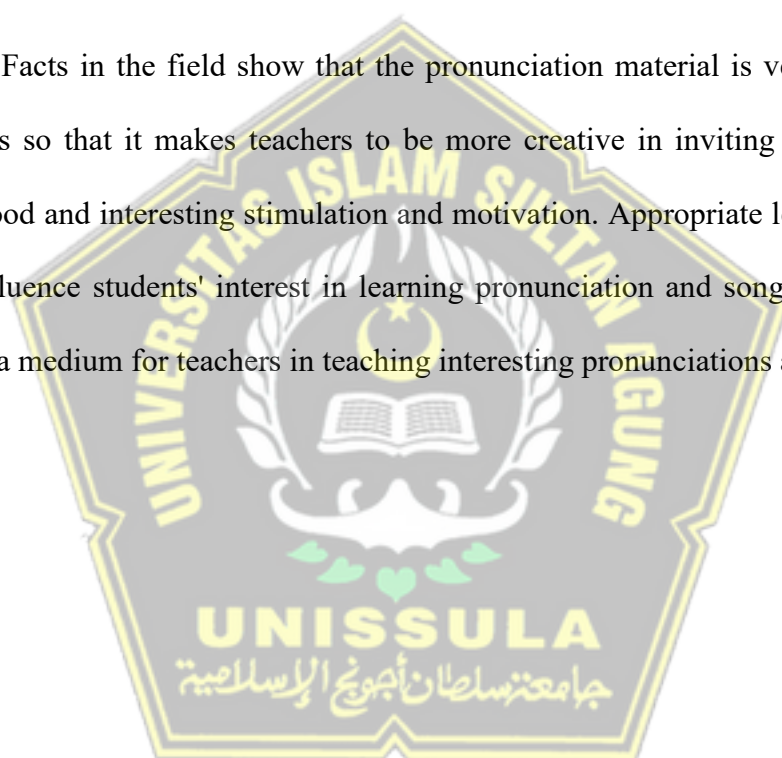 Facts in the field show that the pronunciation material is
so that it makes teachers to be more creative in inviting
and interesting stimulation and motivation. Appropriate
students' interest in learning pronunciation and
a medium for teachers in teaching interesting pronunciations
UNIVERSITAS ISLAM SULTAN AGUNG
UNISSULA
جامعة سلطان أجونج الإسلامية